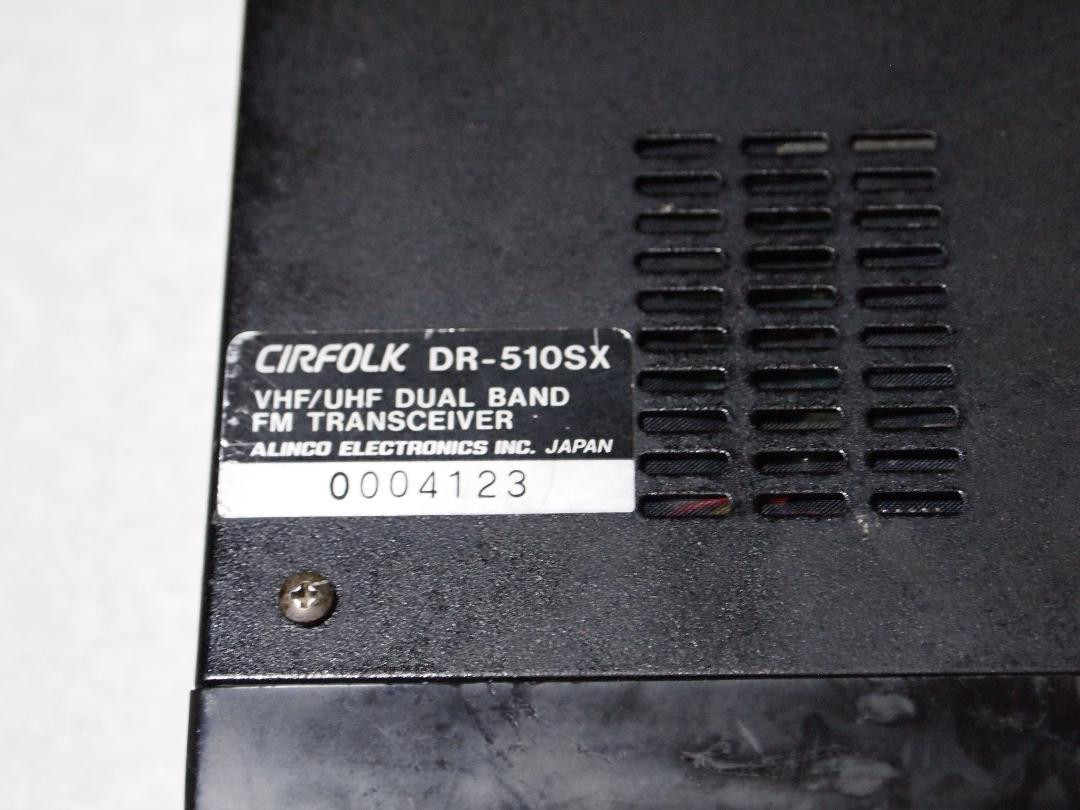 CIRFOLK DR-510SX
VHF/UHF DUAL BAND
FM TRANSCEIVER
ALINCO ELECTRONICS INC. JAPAN
0004123